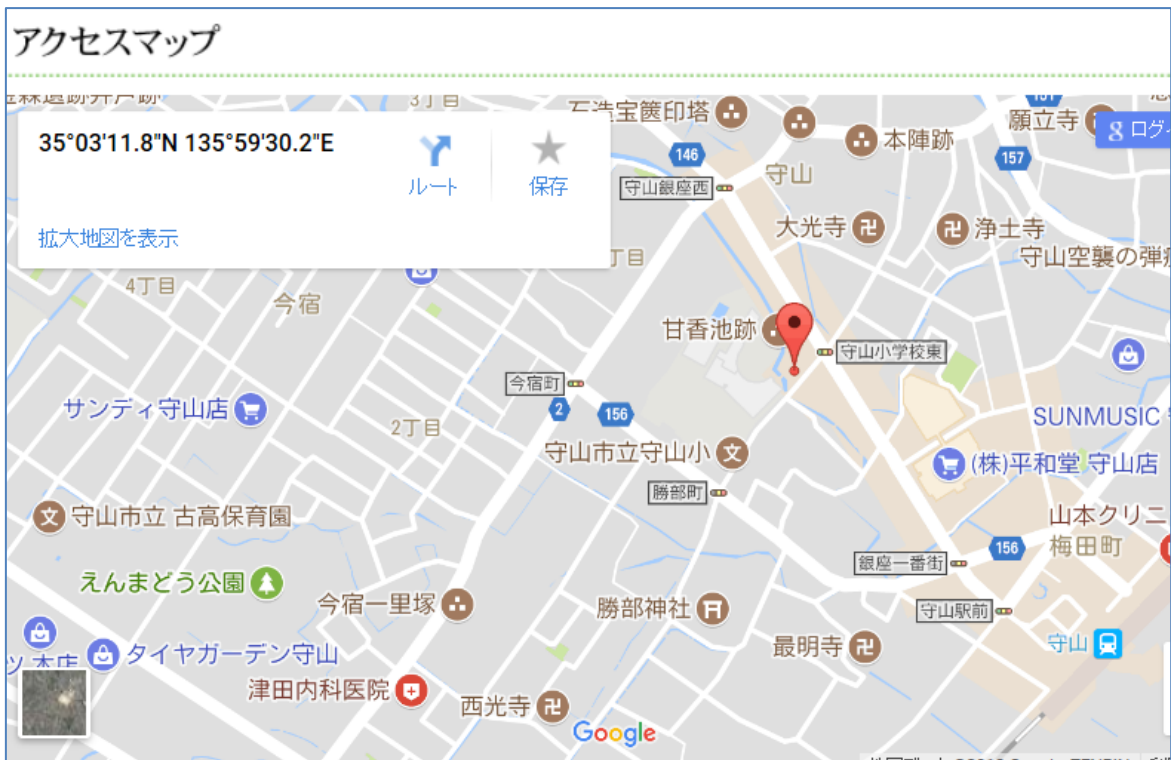 アクセスマップ
3丁目
石造宝篋印塔
本陣跡
願立寺
35°03'11.8"N 135°59'30.2"E
ルート
保存
拡大地図を表示
146
157
守山銀座西
守山
大光寺
浄土寺
守山空襲の弾痕
丁目
4丁目
今宿
甘香池跡
守山小学校東
今宿町
2
156
サンディ守山店
2丁目
SUNMUSIC
守山市立守山小
(株)平和堂 守山店
勝部町
守山市立 古高保育園
山本クリニ
梅田町
156
銀座一番街
えんまどう公園
今宿一里塚
勝部神社
守山駅前
最明寺
守山
タイヤガーデン守山
津田内科医院
西光寺
Google